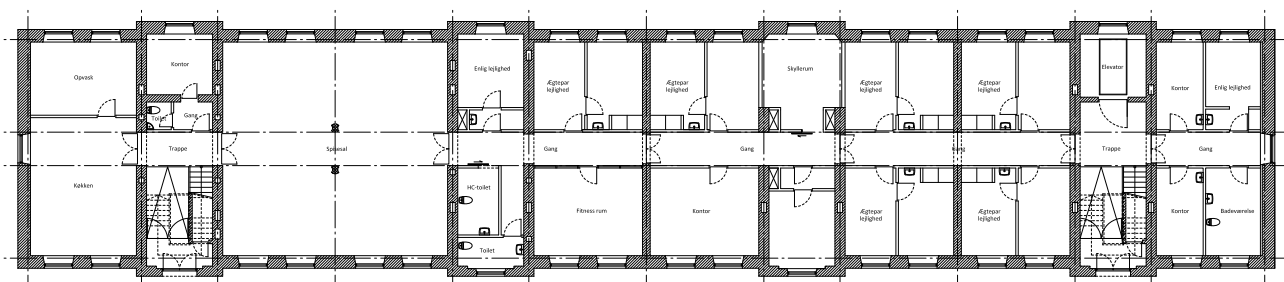 Opvask
Kontor
Toilet
Gang
Trappe
Køkken
Spisesal
Enlig lejlighed
Gang
HC-toilet
Toilet
Ægtepar
lejlighed
Ægtepar
lejlighed
Fitness rum
Gang
Kontor
Skyllerum
Ægtepar
lejlighed
Ægtepar
lejlighed
Gang
Ægtepar
lejlighed
Ægtepar
lejlighed
Elevator
Trappe
Kontor
Enlig lejlighed
Gang
Kontor
Badeværelse